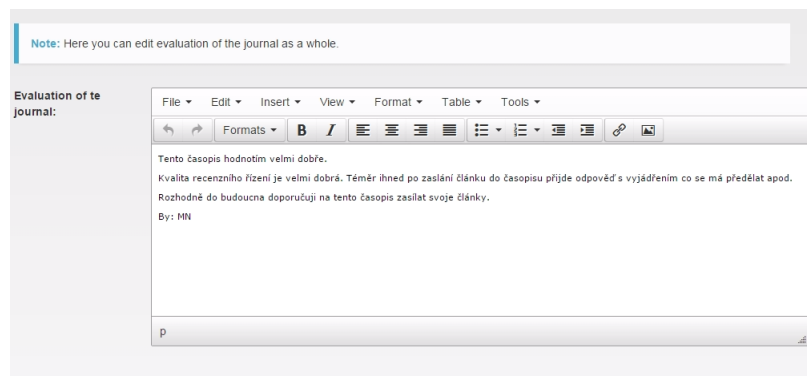 Note: Here you can edit evaluation of the journal as a whole.
Evaluation of te
journal:
File Edit Insert View Format Table Tools
Formats B I
Tento časopis hodnotím velmi dobře.
Kvalita recenzního řízení je velmi dobrá. Téměr ihned po zaslání článku do časopisu přijde odpověď s vyjádřením co se má předělat apod.
Rozhodně do budoucna doporučuji na tento časopis zasílat svoje články.
By: MN
p